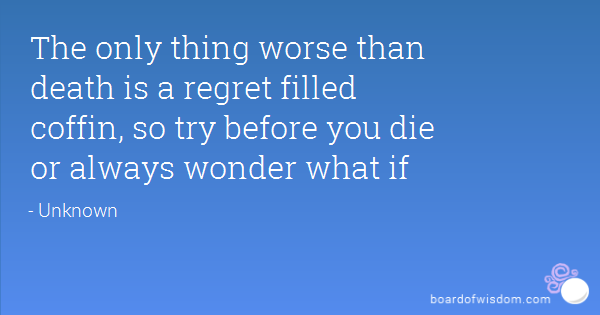 The only thing worse than
death is a regret filled
coffin, so try before you die
or always wonder what if
- Unknown
boardofwisdom.com